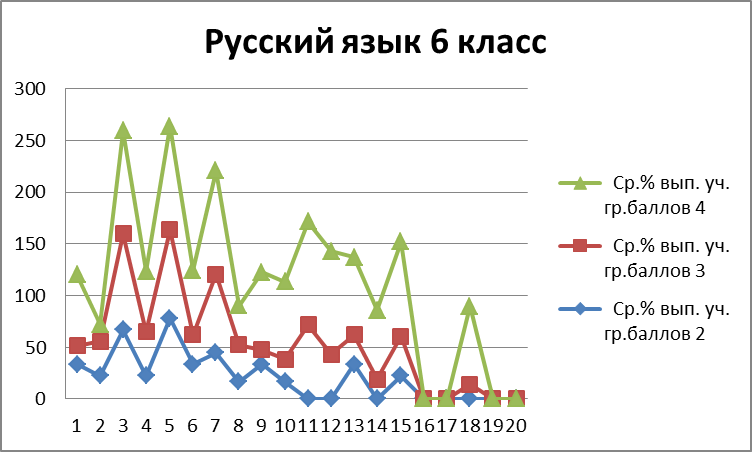 Русский язык 6 класс
300
250
200
150
100
50
0
1 2 3 4 5 6 7 8 9 10 11 12 13 14 15 16 17 18 19 20
Ср.% вып. уч.
гр.баллов 4
Ср.% вып. уч.
гр.баллов 3
Ср.% вып. уч.
гр.баллов 2